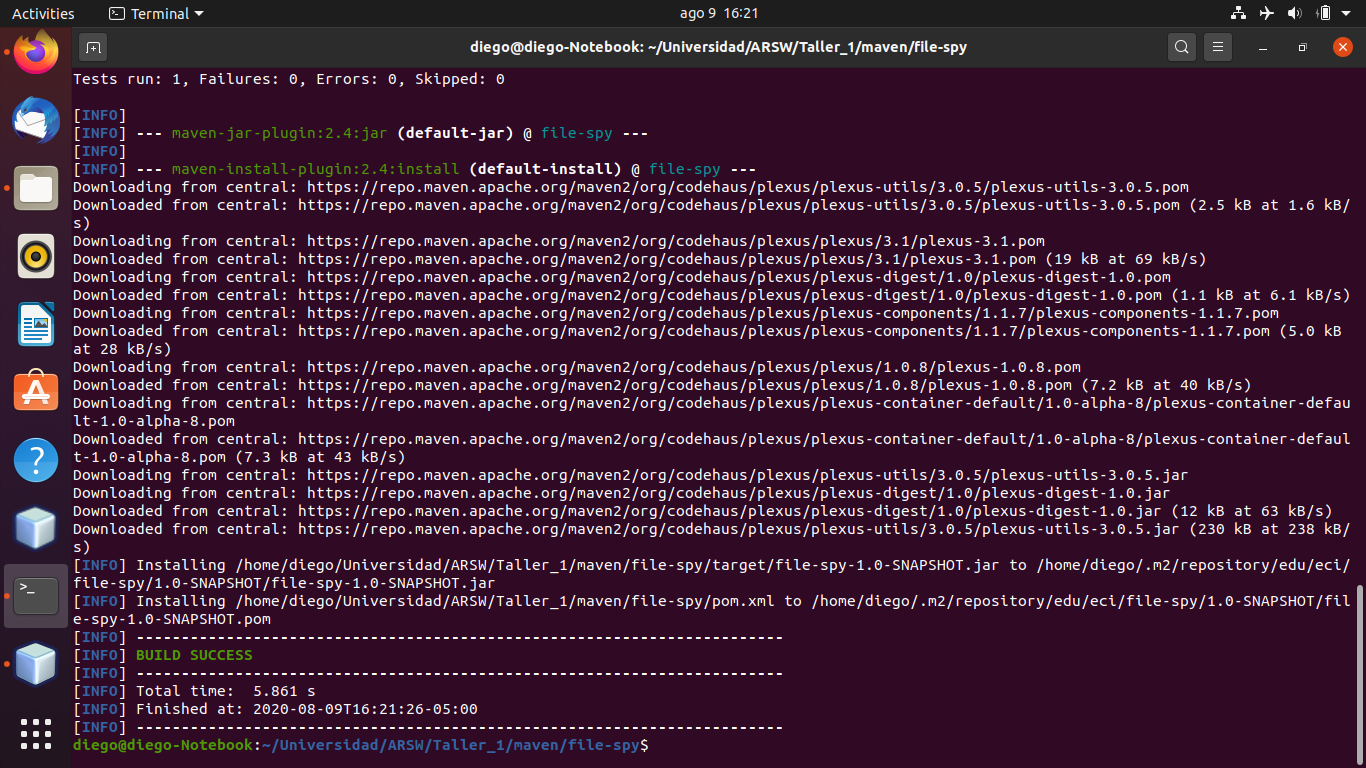 Activities
Terminal
ago 9 16:21
diego@diego-Notebook: ~/Universidad/ARSW/Taller_1/maven/file-spy
Tests run: 1, Failures: 0, Errors: 0, Skipped: 0
[INFO]
[INFO] --- maven-jar-plugin:2.4:jar (default-jar) @ file-spy ---
[INFO]
[INFO] --- maven-install-plugin:2.4:install (default-install) @ file-spy ---
Downloading from central: https://repo.maven.apache.org/maven2/org/codehaus/plexus/plexus-utils/3.0.5/plexus-utils-3.0.5.pom
Downloaded from central: https://repo.maven.apache.org/maven2/org/codehaus/plexus/plexus-utils/3.0.5/plexus-utils-3.0.5.pom (2.5 kB at 1.6 kB/
s)
Downloading from central: https://repo.maven.apache.org/maven2/org/codehaus/plexus/plexus/3.1/plexus-3.1.pom
Downloaded from central: https://repo.maven.apache.org/maven2/org/codehaus/plexus/plexus/3.1/plexus-3.1.pom (19 kB at 69 kB/s)
Downloading from central: https://repo.maven.apache.org/maven2/org/codehaus/plexus/plexus-digest/1.0/plexus-digest-1.0.pom
Downloaded from central: https://repo.maven.apache.org/maven2/org/codehaus/plexus/plexus-digest/1.0/plexus-digest-1.0.pom (1.1 kB at 6.1 kB/s)
Downloading from central: https://repo.maven.apache.org/maven2/org/codehaus/plexus/plexus-components/1.1.7/plexus-components-1.1.7.pom
Downloaded from central: https://repo.maven.apache.org/maven2/org/codehaus/plexus/plexus-components/1.1.7/plexus-components-1.1.7.pom (5.0 kB
at 28 kB/s)
Downloading from central: https://repo.maven.apache.org/maven2/org/codehaus/plexus/plexus/1.0.8/plexus-1.0.8.pom
Downloaded from central: https://repo.maven.apache.org/maven2/org/codehaus/plexus/plexus/1.0.8/plexus-1.0.8.pom (7.2 kB at 40 kB/s)
Downloading from central: https://repo.maven.apache.org/maven2/org/codehaus/plexus/plexus-container-default/1.0-alpha-8/plexus-container-defau
lt-1.0-alpha-8.pom
Downloaded from central: https://repo.maven.apache.org/maven2/org/codehaus/plexus/plexus-container-default/1.0-alpha-8/plexus-container-defaul
t-1.0-alpha-8.pom (7.3 kB at 43 kB/s)
Downloading from central: https://repo.maven.apache.org/maven2/org/codehaus/plexus/plexus-utils/3.0.5/plexus-utils-3.0.5.jar
Downloading from central: https://repo.maven.apache.org/maven2/org/codehaus/plexus/plexus-digest/1.0/plexus-digest-1.0.jar
Downloaded from central: https://repo.maven.apache.org/maven2/org/codehaus/plexus/plexus-digest/1.0/plexus-digest-1.0.jar (12 kB at 63 kB/s)
Downloaded from central: https://repo.maven.apache.org/maven2/org/codehaus/plexus/plexus-utils/3.0.5/plexus-utils-3.0.5.jar (230 kB at 238 kB/
s)
[INFO] Installing /home/diego/Universidad/ARSW/Taller_1/maven/file-spy/target/file-spy-1.0-SNAPSHOT.jar to /home/diego/.m2/repository/edu/eci/
file-spy/1.0-SNAPSHOT/file-spy-1.0-SNAPSHOT.jar
[INFO] Installing /home/diego/Universidad/ARSW/Taller_1/maven/file-spy/pom.xml to /home/diego/.m2/repository/edu/eci/file-spy/1.0-SNAPSHOT/fil
e-spy-1.0-SNAPSHOT.pom
[INFO] ------------------------------------------------------------------------
[INFO] BUILD SUCCESS
[INFO] ------------------------------------------------------------------------
[INFO] Total time:  5.861 s
[INFO] Finished at: 2020-08-09T16:21:26-05:00
[INFO] ------------------------------------------------------------------------
diego@diego-Notebook:~/Universidad/ARSW/Taller_1/maven/file-spy$